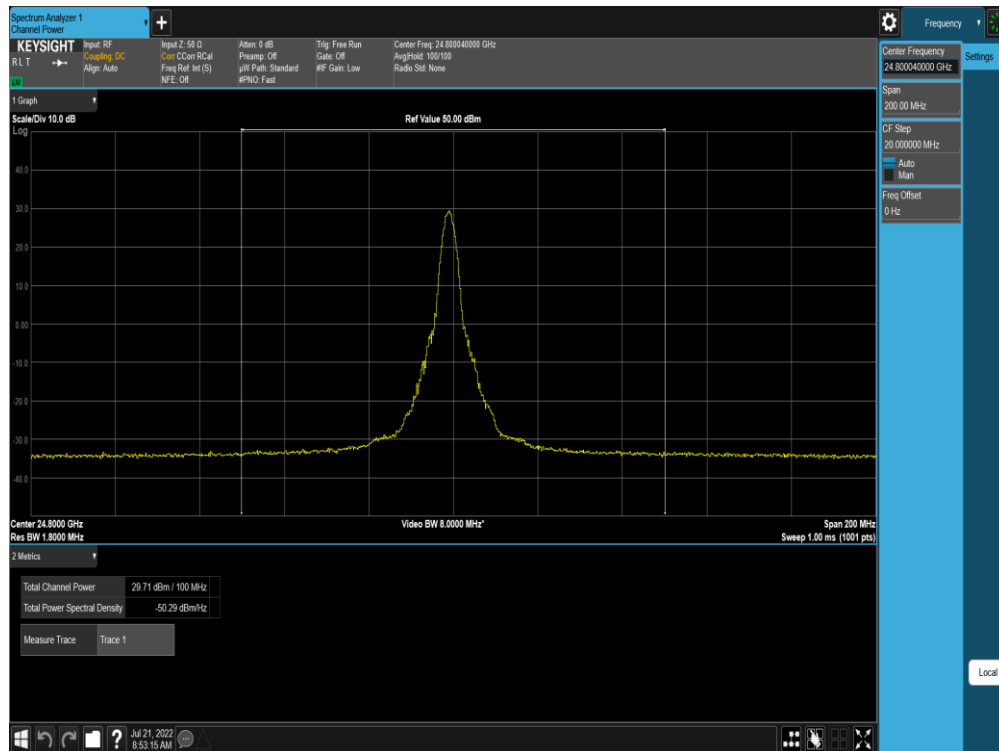 Spectrum Analyzer 1
Channel Power
+
Frequency
KEYSIGHT
R L T
LXI
Input: RF
Coupling: DC
Align: Auto
Input Z: 50 Ω
Corr CCorr RCal
Freq Ref: Int (S)
NFE: Off
Atten: 0 dB
Preamp: Off
µW Path: Standard
#PNO: Fast
Trig: Free Run
Gate: Off
#IF Gain: Low
Center Freq: 24.800040000 GHz
Avg|Hold: 100/100
Radio Std: None
Center Frequency
24.800040000 GHz
Settings
Span
200.00 MHz
CF Step
20.000000 MHz
Auto
Man
Freq Offset
0 Hz
1 Graph
Scale/Div 10.0 dB
Ref Value 50.00 dBm
Log
40.0
30.0
20.0
10.0
0.00
-10.0
-20.0
-30.0
-40.0
Center 24.8000 GHz
Video BW 8.0000 MHz*
Span 200 MHz
Res BW 1.8000 MHz
Sweep 1.00 ms (1001 pts)
2 Metrics
Total Channel Power 29.71 dBm / 100 MHz
Total Power Spectral Density -50.29 dBm/Hz
Measure Trace Trace 1
Local
?
Jul 21, 2022
8:53:15 AM